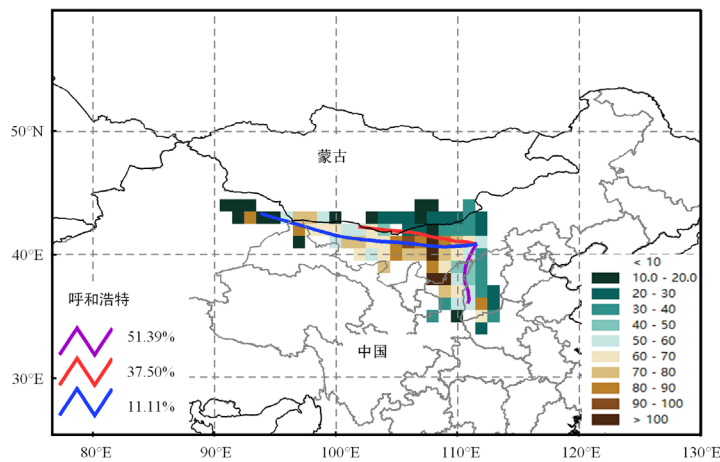 50°N
蒙古
40°E
< 10
10.0 - 20.0
20 - 30
30 - 40
40 - 50
50 - 60
60 - 70
70 - 80
80 - 90
90 - 100
> 100
呼和浩特
51.39%
37.50%
11.11%
中国
30°E
80°E
90°E
100°E
110°E
120°E
130°E